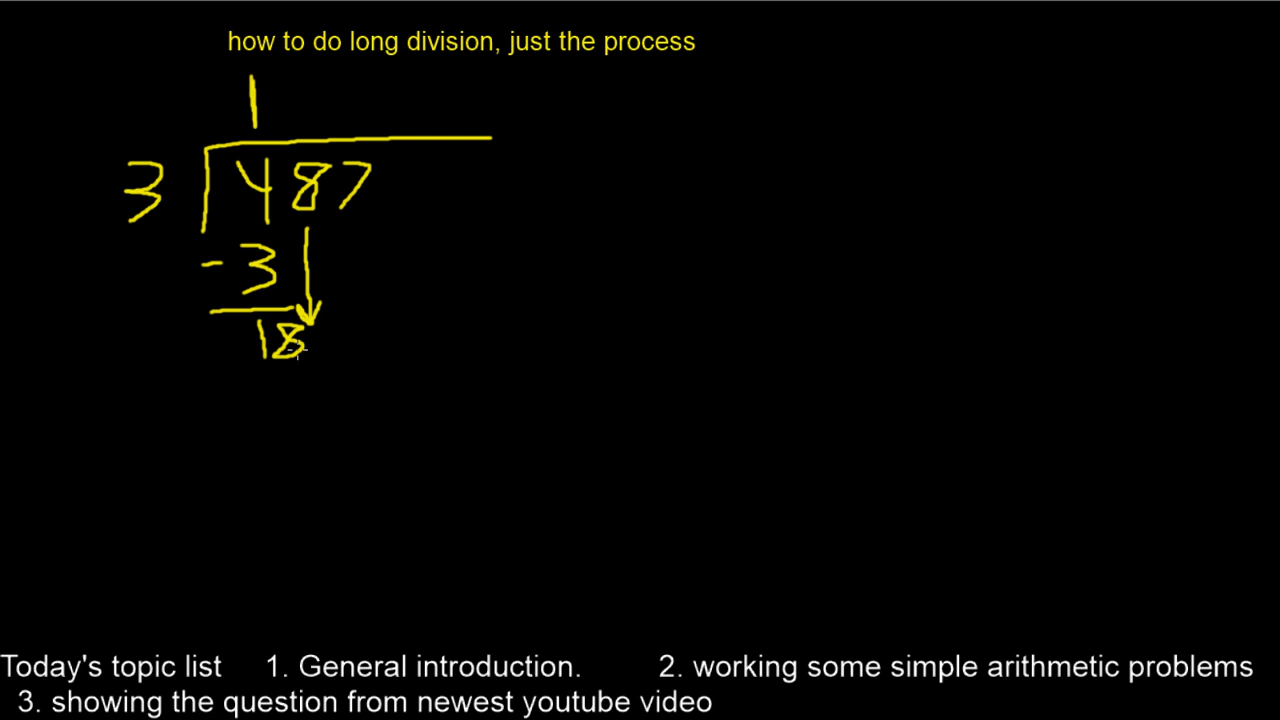 how to do long division, just the process
1
3 487
-3
18
Today's topic list 1. General introduction. 2. working some simple arithmetic problems
3. showing the question from newest youtube video